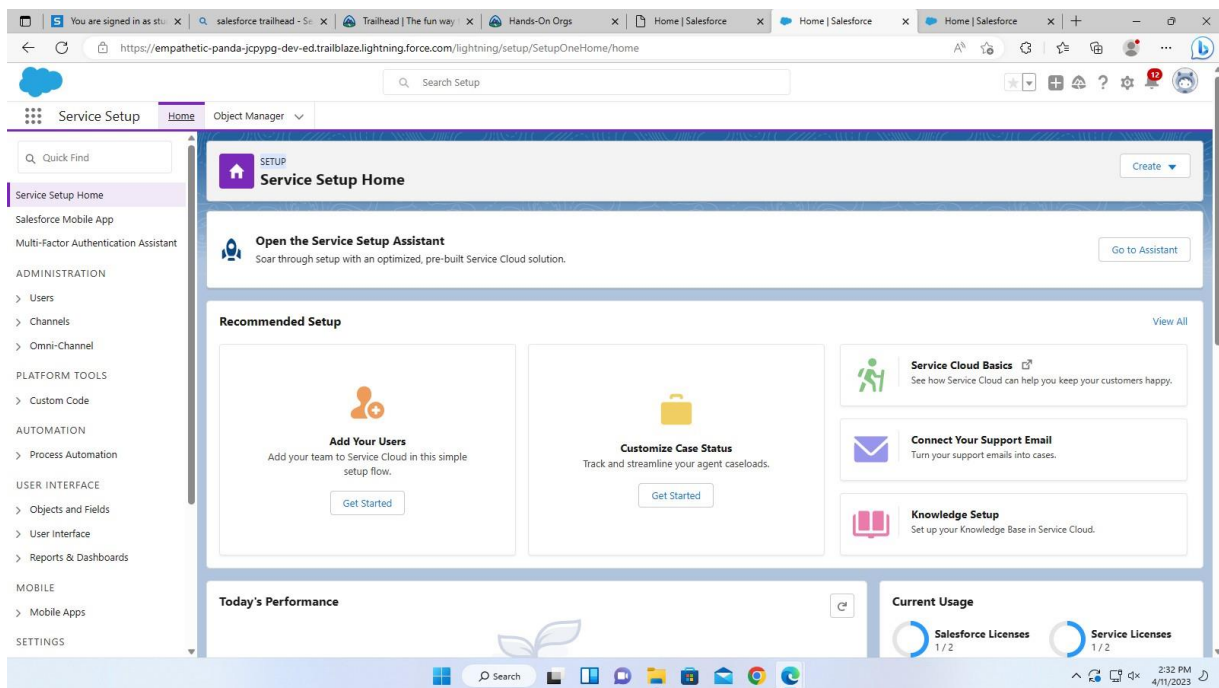 You are signed in as stu
salesforce trailhead - Se
Trailhead | The fun way
Hands-On Orgs
Home | Salesforce
Home | Salesforce
Home | Salesforce
https://empathetic-panda-jcpypg-dev-ed.trailblaze.lightning.force.com/lightning/setup/SetupOneHome/home
Search Setup
12
Service Setup
Home
Object Manager
Quick Find
Service Setup Home
Salesforce Mobile App
Multi-Factor Authentication Assistant
ADMINISTRATION
Users
Channels
Omni-Channel
PLATFORM TOOLS
Custom Code
AUTOMATION
Process Automation
USER INTERFACE
Objects and Fields
User Interface
Reports & Dashboards
MOBILE
Mobile Apps
SETTINGS
SETUP
Service Setup Home
Create
Open the Service Setup Assistant
Soar through setup with an optimized, pre-built Service Cloud solution.
Go to Assistant
Recommended Setup
View All
Add Your Users
Add your team to Service Cloud in this simple
setup flow.
Get Started
Customize Case Status
Track and streamline your agent caseloads.
Get Started
Service Cloud Basics
See how Service Cloud can help you keep your customers happy.
Connect Your Support Email
Turn your support emails into cases.
Knowledge Setup
Set up your Knowledge Base in Service Cloud.
Today's Performance
Current Usage
Salesforce Licenses
1 / 2
Service Licenses
1 / 2
Search
2:32 PM
4/11/2023